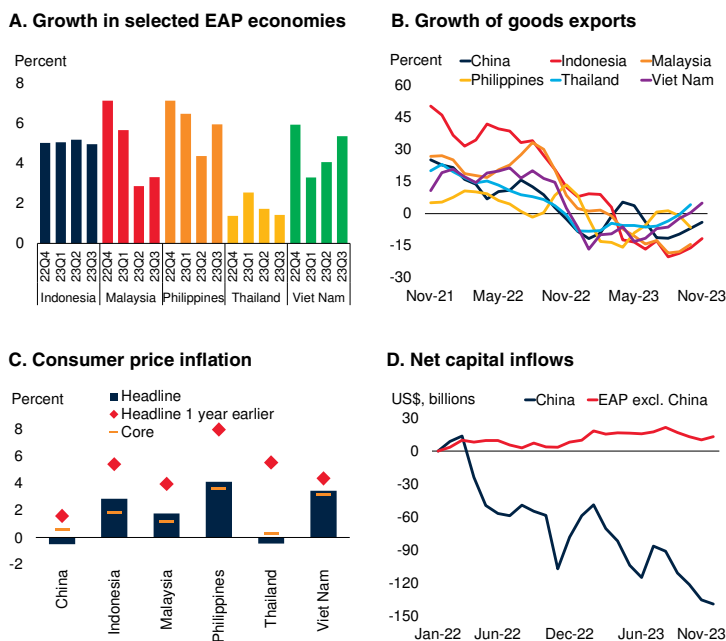 A. Growth in selected EAP economies
Percent
8
6
4
2
0
22Q4 23Q1 23Q2 23Q3 22Q4 23Q1 23Q2 23Q3 22Q4 23Q1 23Q2 23Q3 22Q4 23Q1 23Q2 23Q3 22Q4 23Q1 23Q2 23Q3
Indonesia Malaysia Philippines Thailand Viet Nam
B. Growth of goods exports
Percent
China Indonesia Malaysia
Philippines Thailand Viet Nam
60
45
30
15
0
-15
-30
Nov-21 May-22 Nov-22 May-23 Nov-23
C. Consumer price inflation
Percent
Headline
Headline 1 year earlier
Core
8
6
4
2
0
-2
China Indonesia Malaysia Philippines Thailand Viet Nam
D. Net capital inflows
US$, billions
China EAP excl. China
30
0
-30
-60
-90
-120
-150
Jan-22 Jun-22 Dec-22 Jun-23 Nov-23